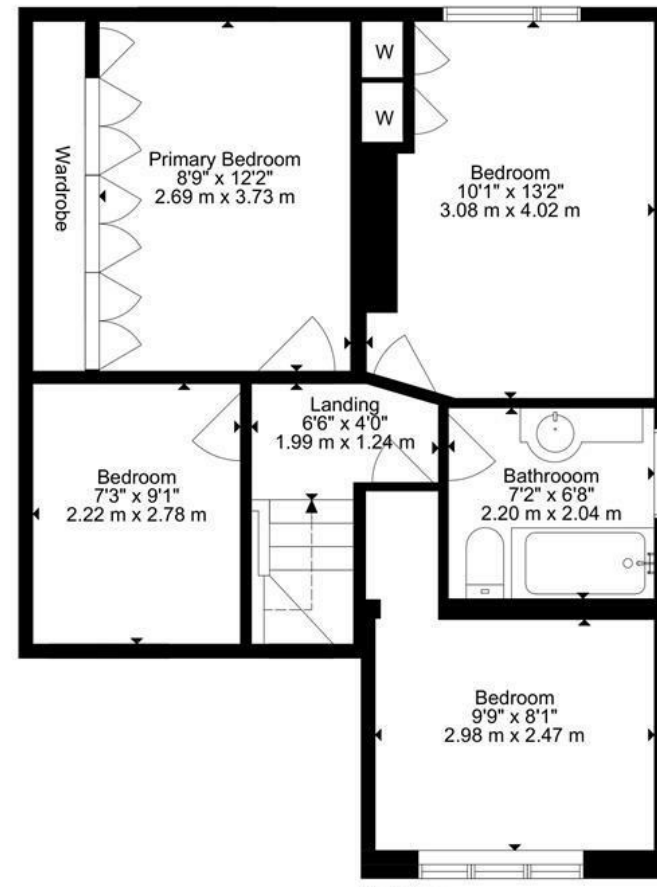 Wardrobe
Primary Bedroom
8'9" x 12'2"
2.69 m x 3.73 m
W
W
Bedroom
10'1" x 13'2"
3.08 m x 4.02 m
Landing
6'6" x 4'0"
1.99 m x 1.24 m
Bedroom
7'3" x 9'1"
2.22 m x 2.78 m
Bathrooom
7'2" x 6'8"
2.20 m x 2.04 m
Bedroom
9'9" x 8'1"
2.98 m x 2.47 m